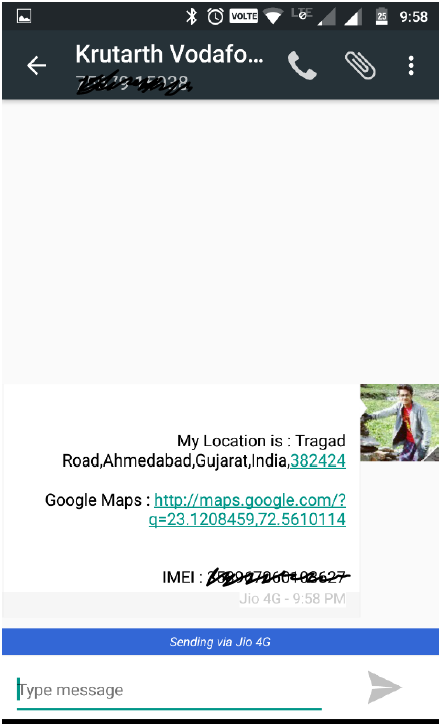 VOLTE LTE 25 9:58
Krutarth Vodafo...
My Location is : Tragad
Road,Ahmedabad,Gujarat,India,382424
Google Maps : http://maps.google.com/?
q=23.1208459,72.5610114
IMEI :
Jio 4G - 9:58 PM
Sending via Jio 4G
Type message